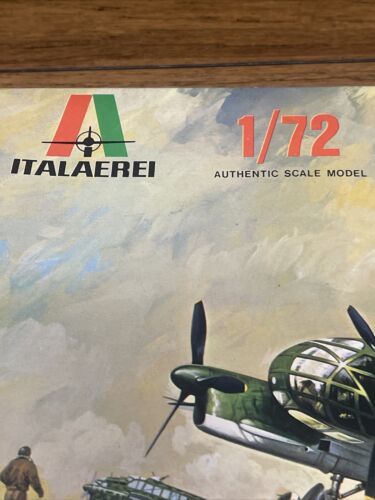 ITALAEREI
1/72
AUTHENTIC SCALE MODEL